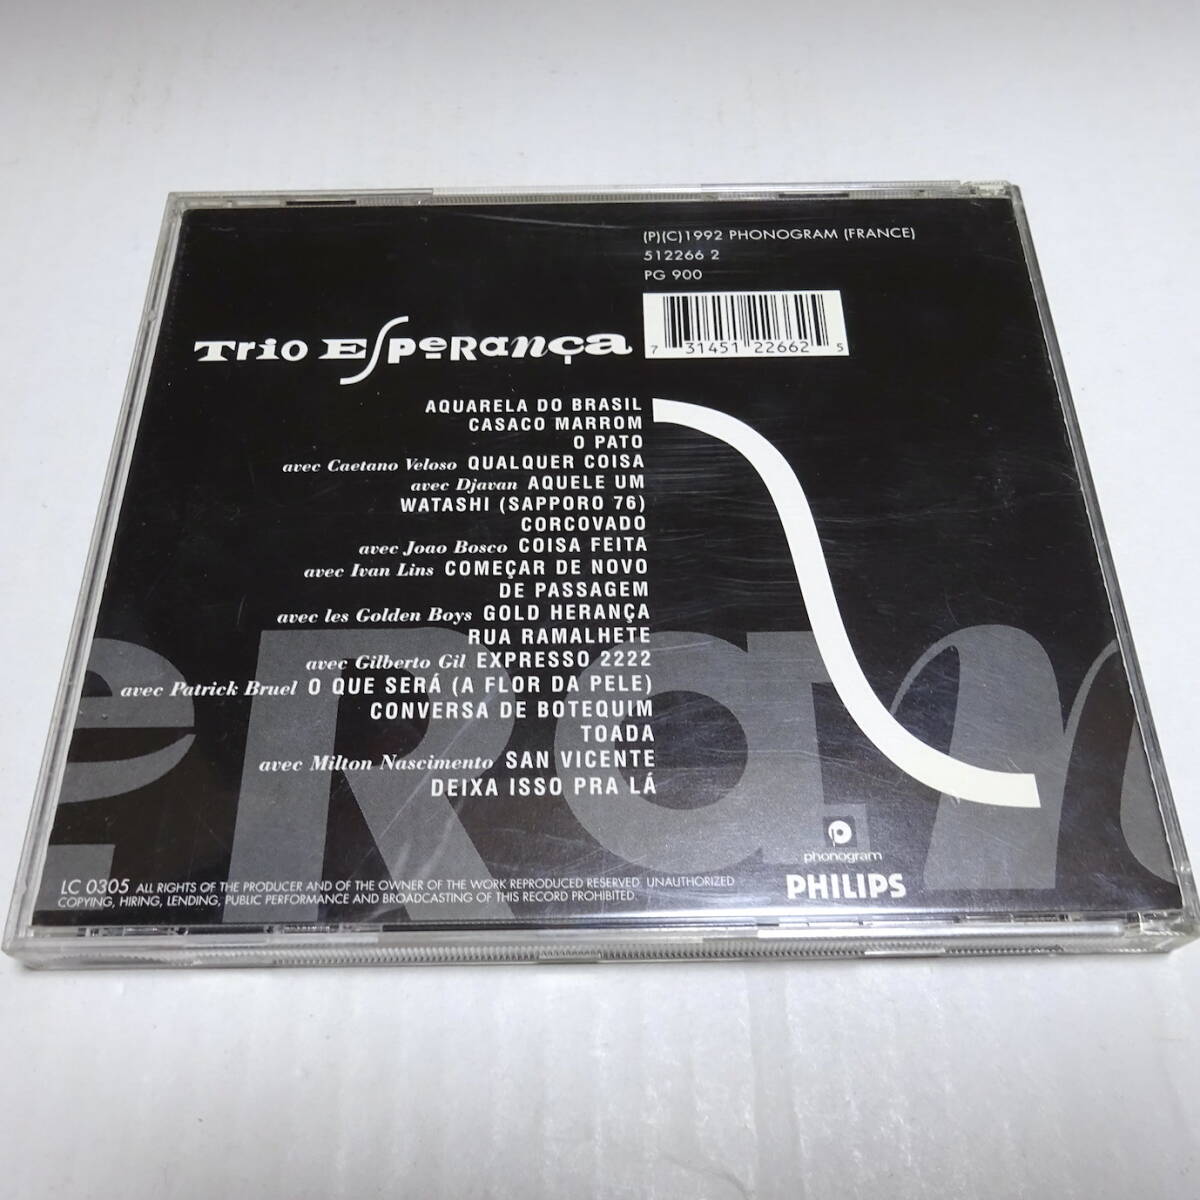 (P)(C)1992 PHONOGRAM (FRANCE)
512266 2
PG 900
7 31451 22662 5
Trio Esperança
AQUARELA DO BRASIL
CASACO MARROM
O PATO
avec Caetano Veloso QUALQUER COISA
avec Djavan AQUELE UM
WATASHI (SAPPORO 76)
CORCOVADO
avec Joao Bosco COISA FEITA
avec Ivan Lins COMEÇAR DE NOVO
DE PASSAGEM
avec les Golden Boys GOLD HERANÇA
RUA RAMALHETE
avec Gilberto Gil EXPRESSO 2222
avec Patrick Bruel O QUE SERÁ (A FLOR DA PELE)
CONVERSA DE BOTEQUIM
TOADA
avec Milton Nascimento SAN VICENTE
DEIXA ISSO PRA LÁ
eRan
phonogram
PHILIPS
LC 0305 ALL RIGHTS OF THE PRODUCER AND OF THE OWNER OF THE WORK REPRODUCED RESERVED. UNAUTHORIZED
COPYING, HIRING, LENDING, PUBLIC PERFORMANCE AND BROADCASTING OF THIS RECORD PROHIBITED.